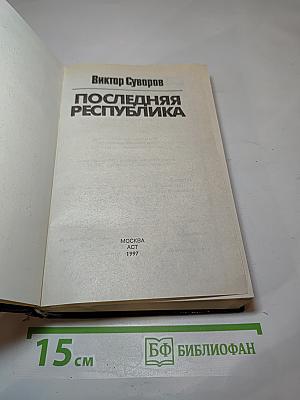 Виктор Суворов
ПОСЛЕДНЯЯ
РЕСПУБЛИКА
МОСКВА
АСТ
1997
15 см
БФ БИБЛИОФАН